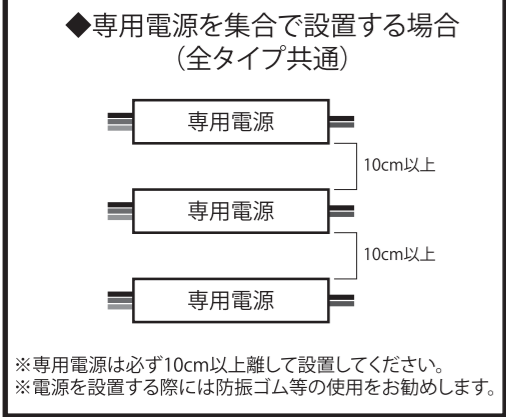 ◆専用電源を集合で設置する場合
（全タイプ共通）
専用電源
10cm以上
専用電源
10cm以上
専用電源
※専用電源は必ず10cm以上離して設置してください。
※電源を設置する際には防振ゴム等の使用をお勧めします。